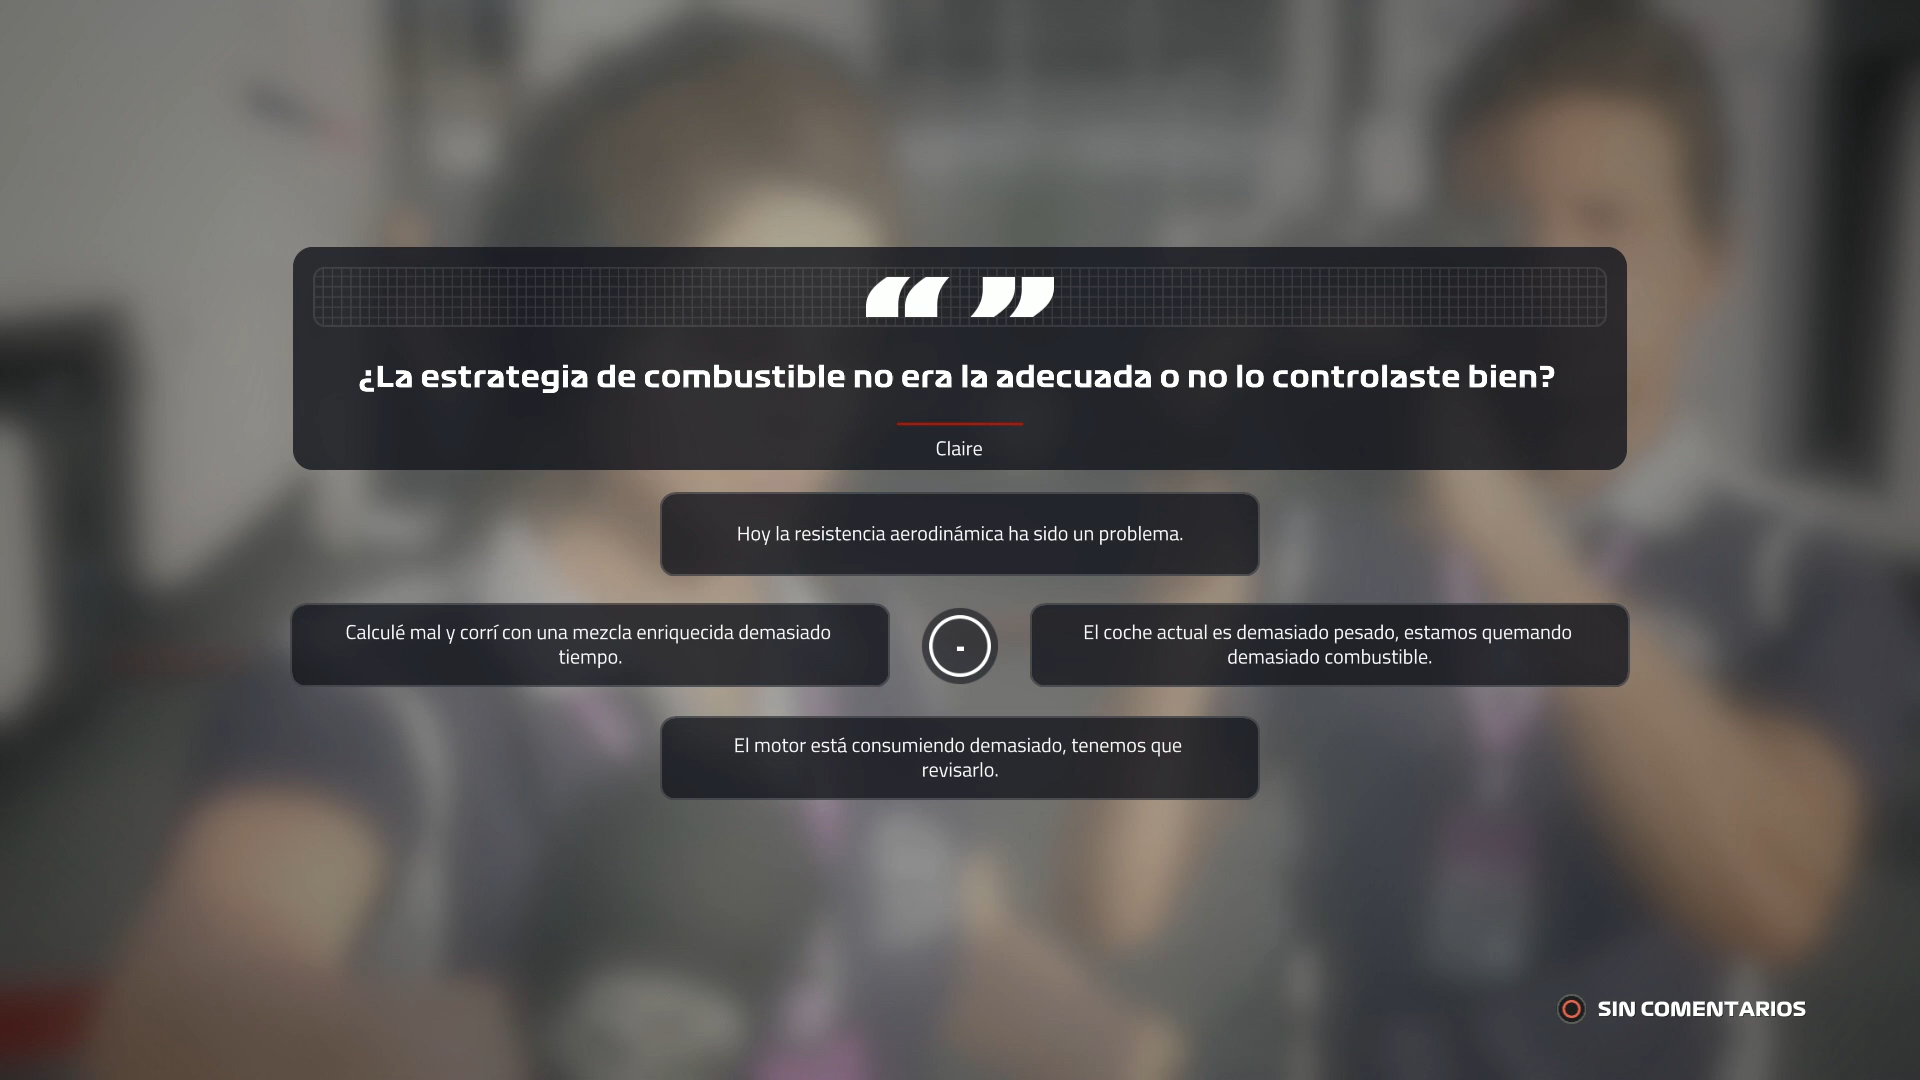 “ ”
¿La estrategia de combustible no era la adecuada o no lo controlaste bien?
Claire
Hoy la resistencia aerodinámica ha sido un problema.
Calculé mal y corrí con una mezcla enriquecida demasiado
tiempo.
-
El coche actual es demasiado pesado, estamos quemando
demasiado combustible.
El motor está consumiendo demasiado, tenemos que
revisarlo.
SIN COMENTARIOS